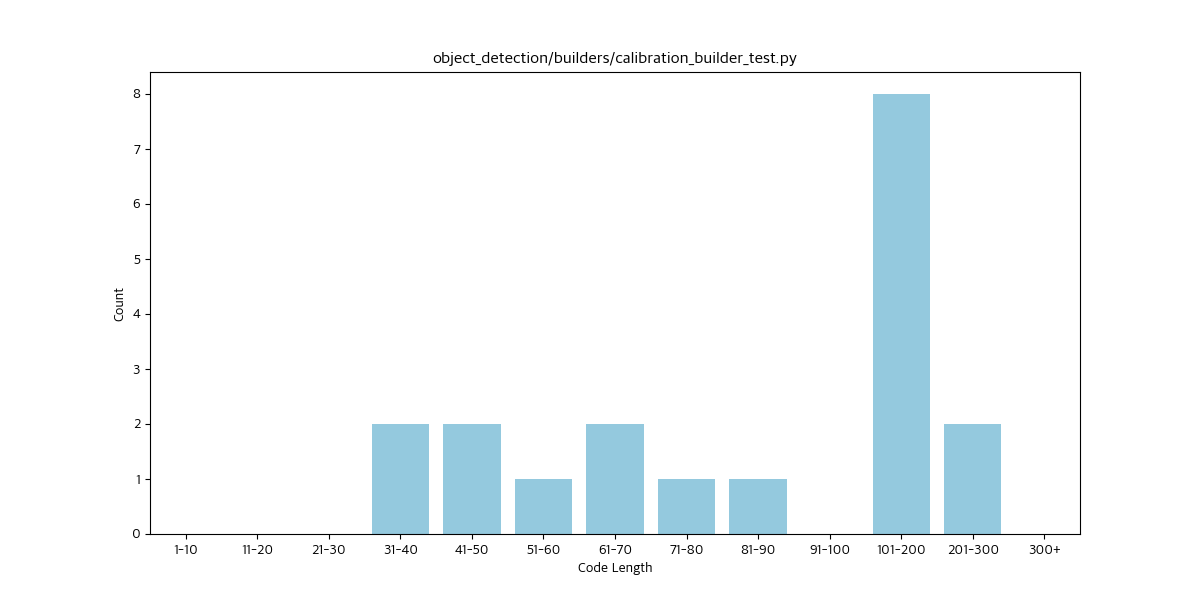 object_detection/builders/calibration_builder_test.py
8
7
6
5
4
3
2
1
0
Count
1-10 11-20 21-30 31-40 41-50 51-60 61-70 71-80 81-90 91-100 101-200 201-300 300+
Code Length